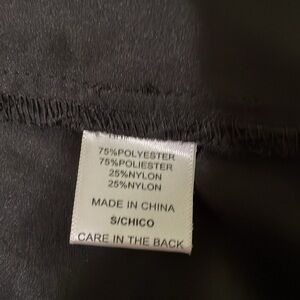 75%POLYESTER
75%POLIESTER
25%NYLON
25%NYLON
MADE IN CHINA
S/CHICO
CARE IN THE BACK